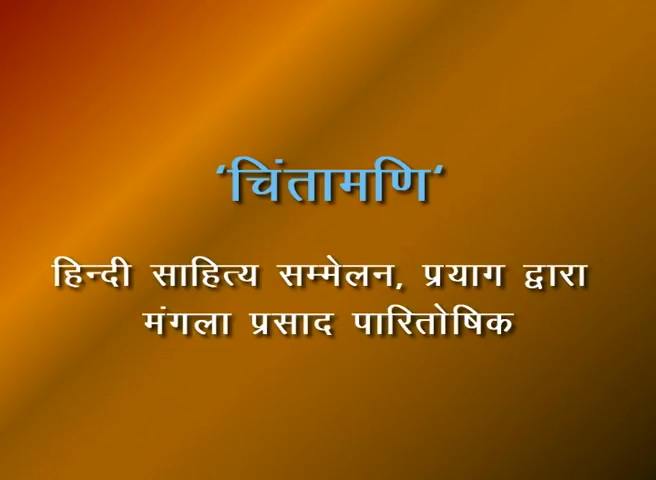 ‘चिंतामणि‘
हिन्दी साहित्य सम्मेलन, प्रयाग द्वारा
मंगला प्रसाद पारितोषिक